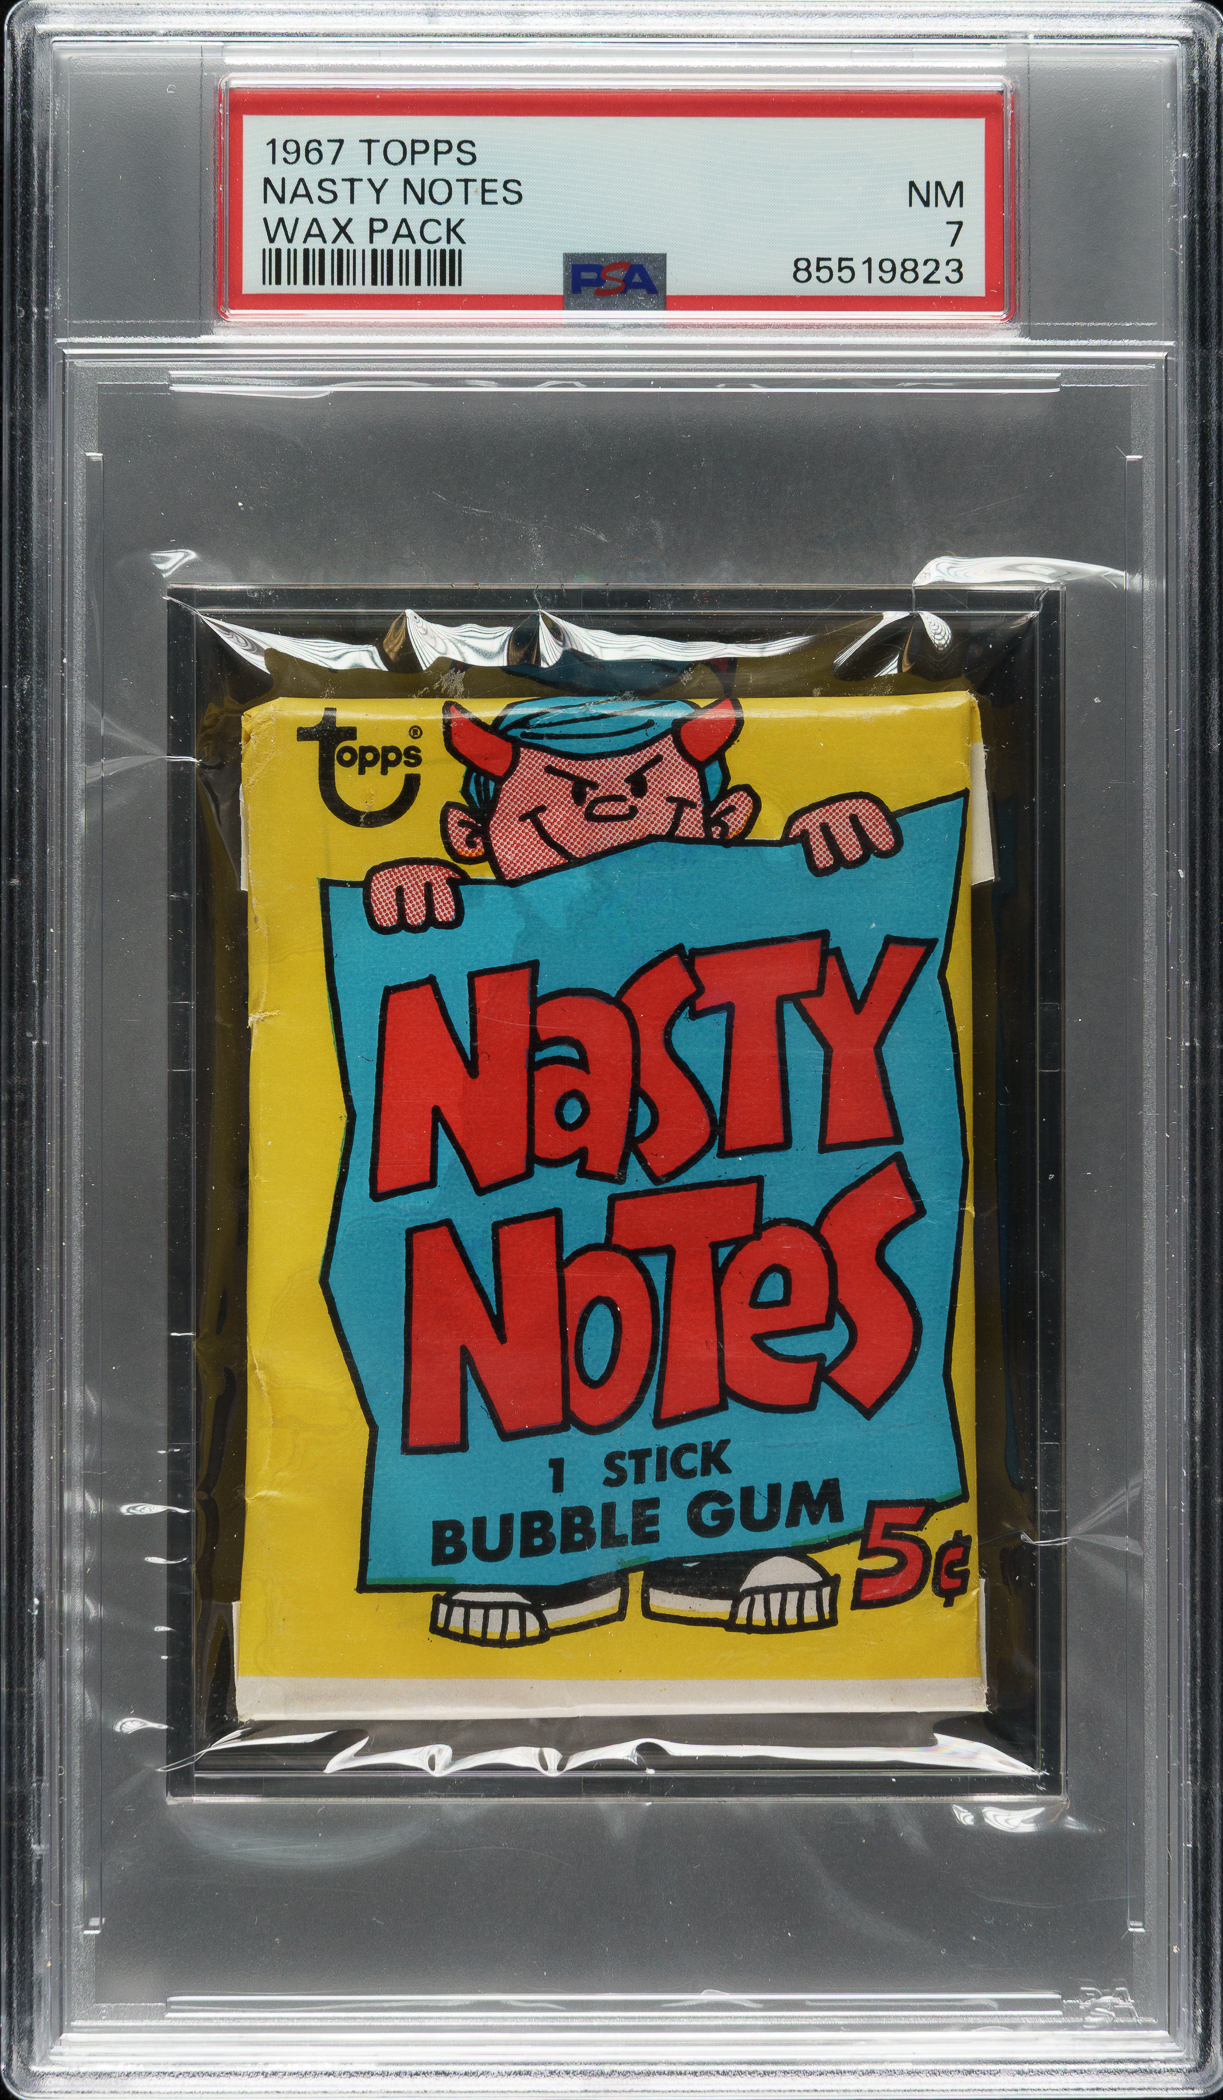 1967 TOPPS
NASTY NOTES
WAX PACK
NM
7
85519823
PSA
Topps®
NaSTY
NoTeS
1 STICK
BUBBLE GUM
5¢